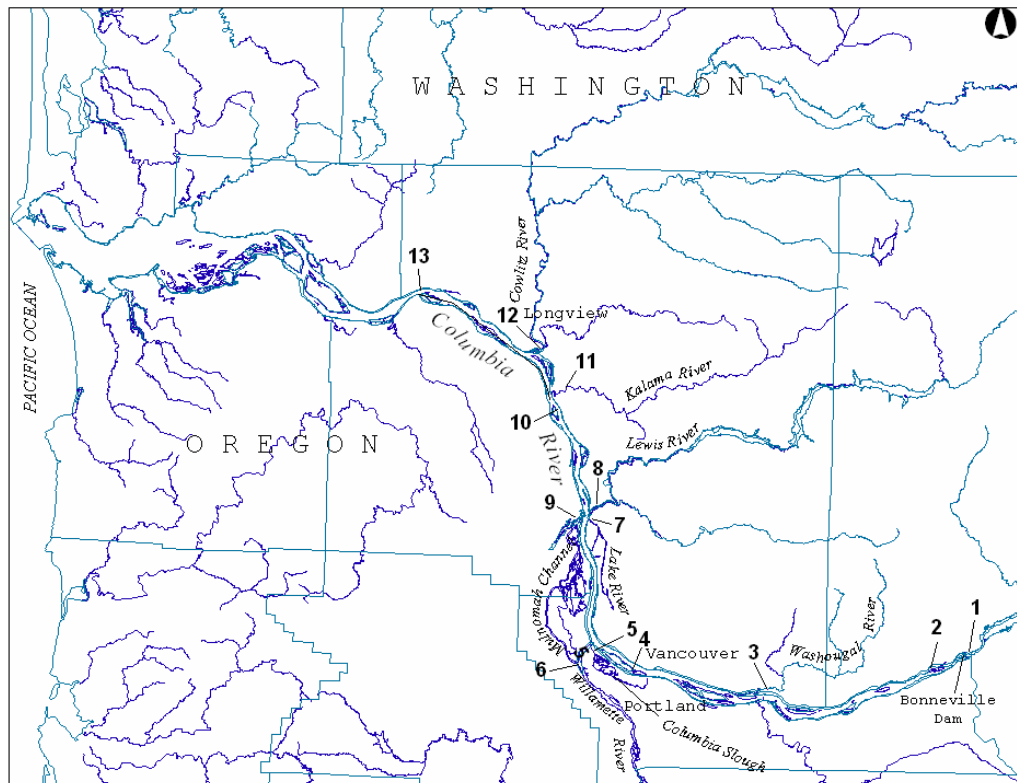 WASHINGTON
Cowlitz River
13
12
Longview
PACIFIC OCEAN
Columbia
River
11
Kalama River
10
OREGON
Lewis River
8
9
7
Multnomah Channel
Lake River
1
2
Washougal
River
5
4
Vancouver
3
6
Bonneville
Dam
Willamette
River
Portland
Columbia Slough